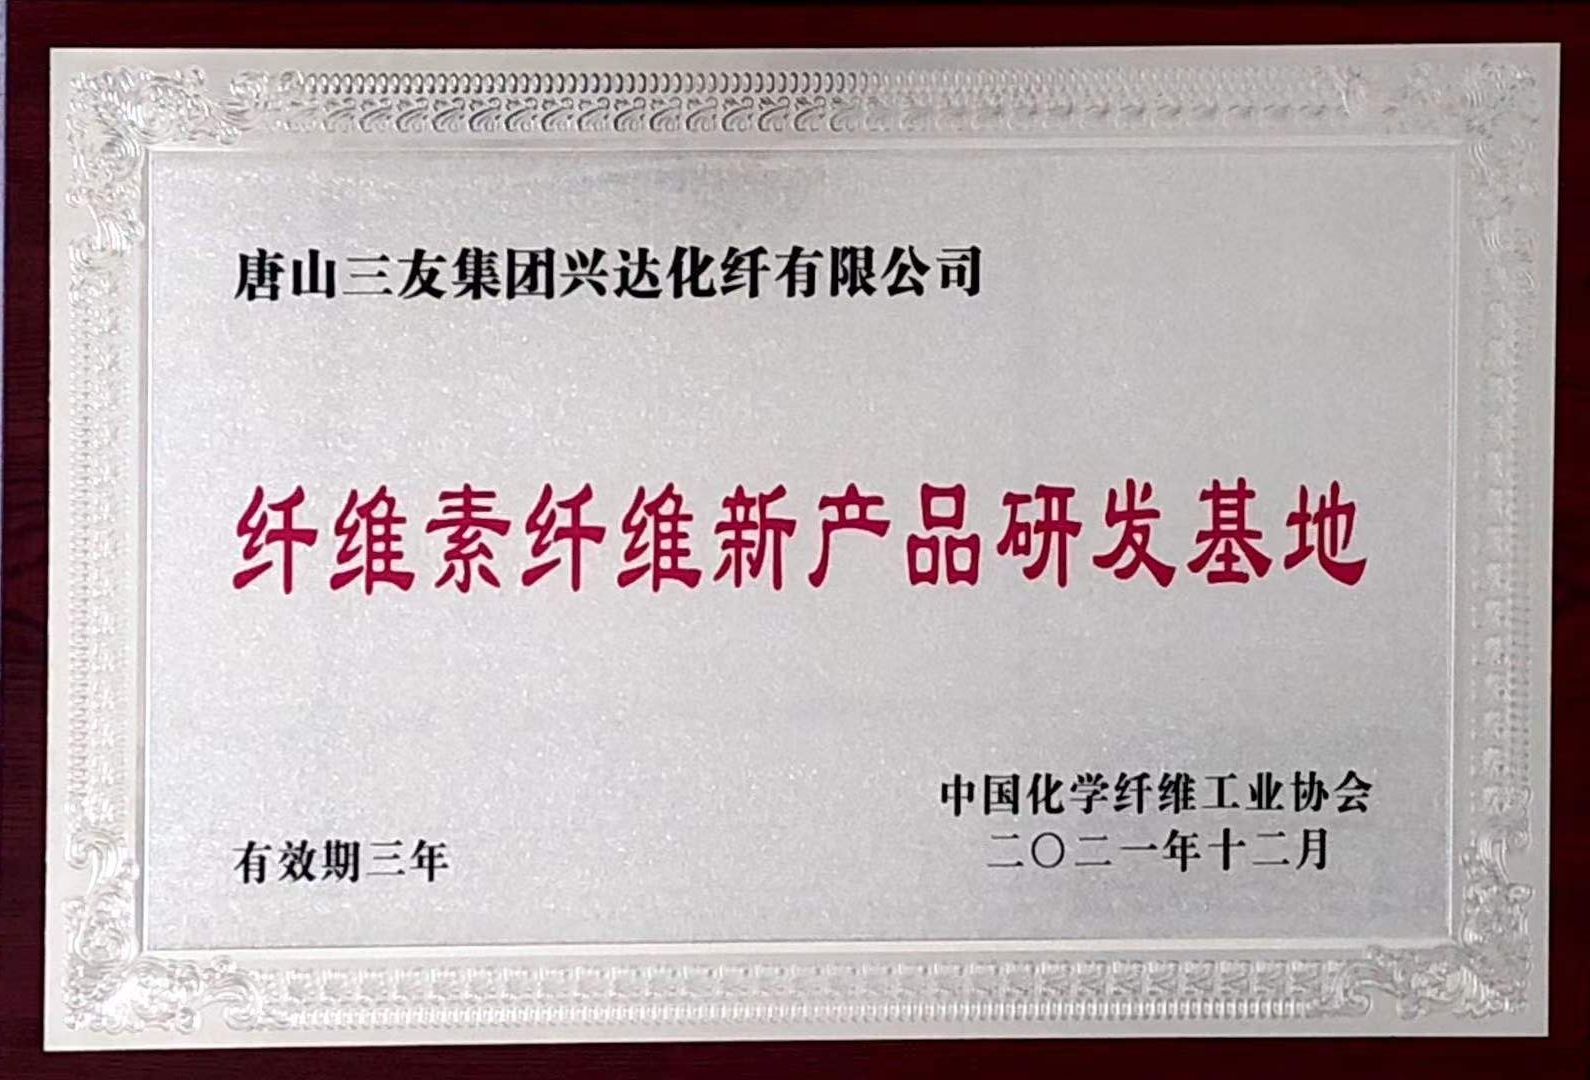 唐山三友集团兴达化纤有限公司
纤维素纤维新产品研发基地
中国化学纤维工业协会
二〇二一年十二月
有效期三年